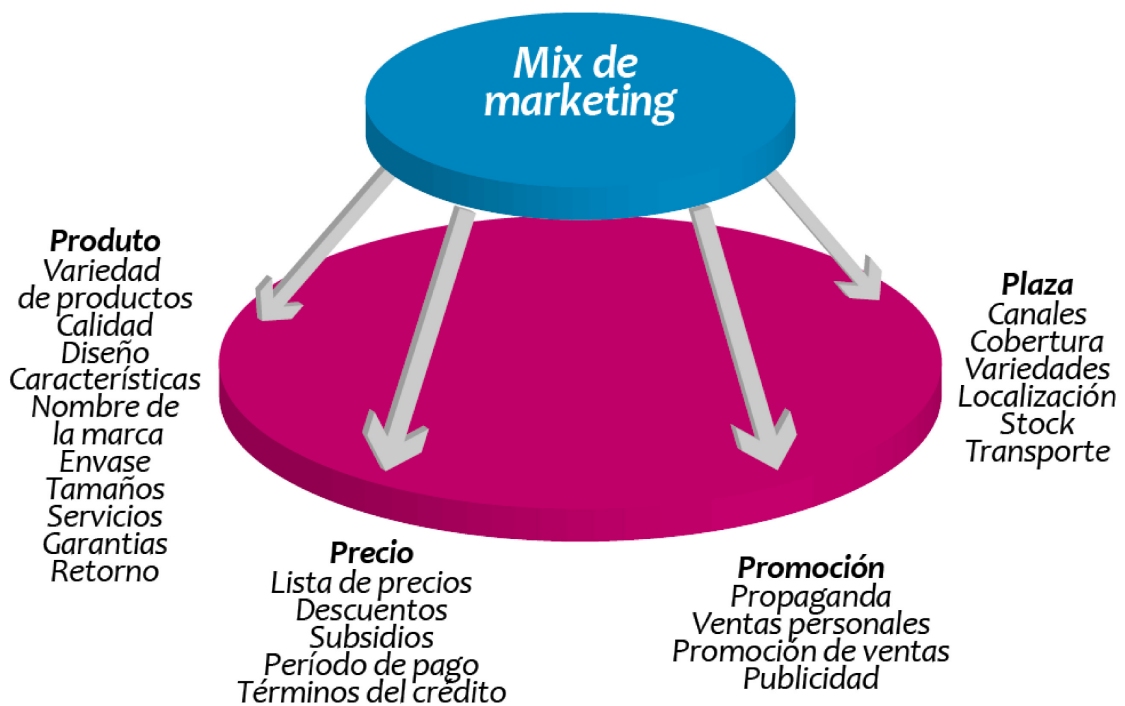 Mix de
marketing
Produto
Variedad
de productos
Calidad
Diseño
Características
Nombre de
la marca
Envase
Tamaños
Servicios
Garantias
Retorno
Precio
Lista de precios
Descuentos
Subsidios
Período de pago
Términos del crédito
Promoción
Propaganda
Ventas personales
Promoción de ventas
Publicidad
Plaza
Canales
Cobertura
Variedades
Localización
Stock
Transporte